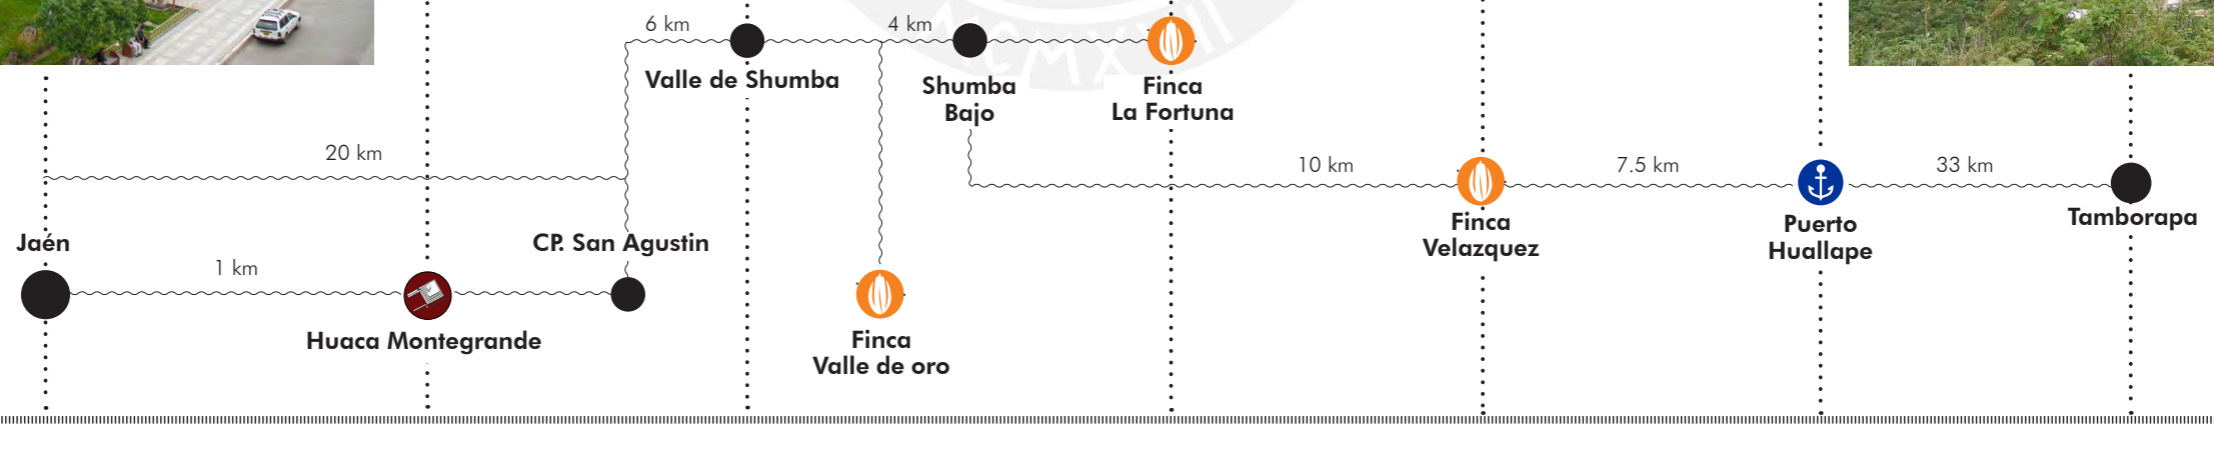 6 km
4 km
CMXVII
Valle de Shumba
Shumba
Bajo
Finca
La Fortuna
20 km
10 km
7.5 km
33 km
Finca
Velazquez
Puerto
Huallape
Tamborapa
Jaén
CP. San Agustin
1 km
Huaca Montegrande
Finca
Valle de oro